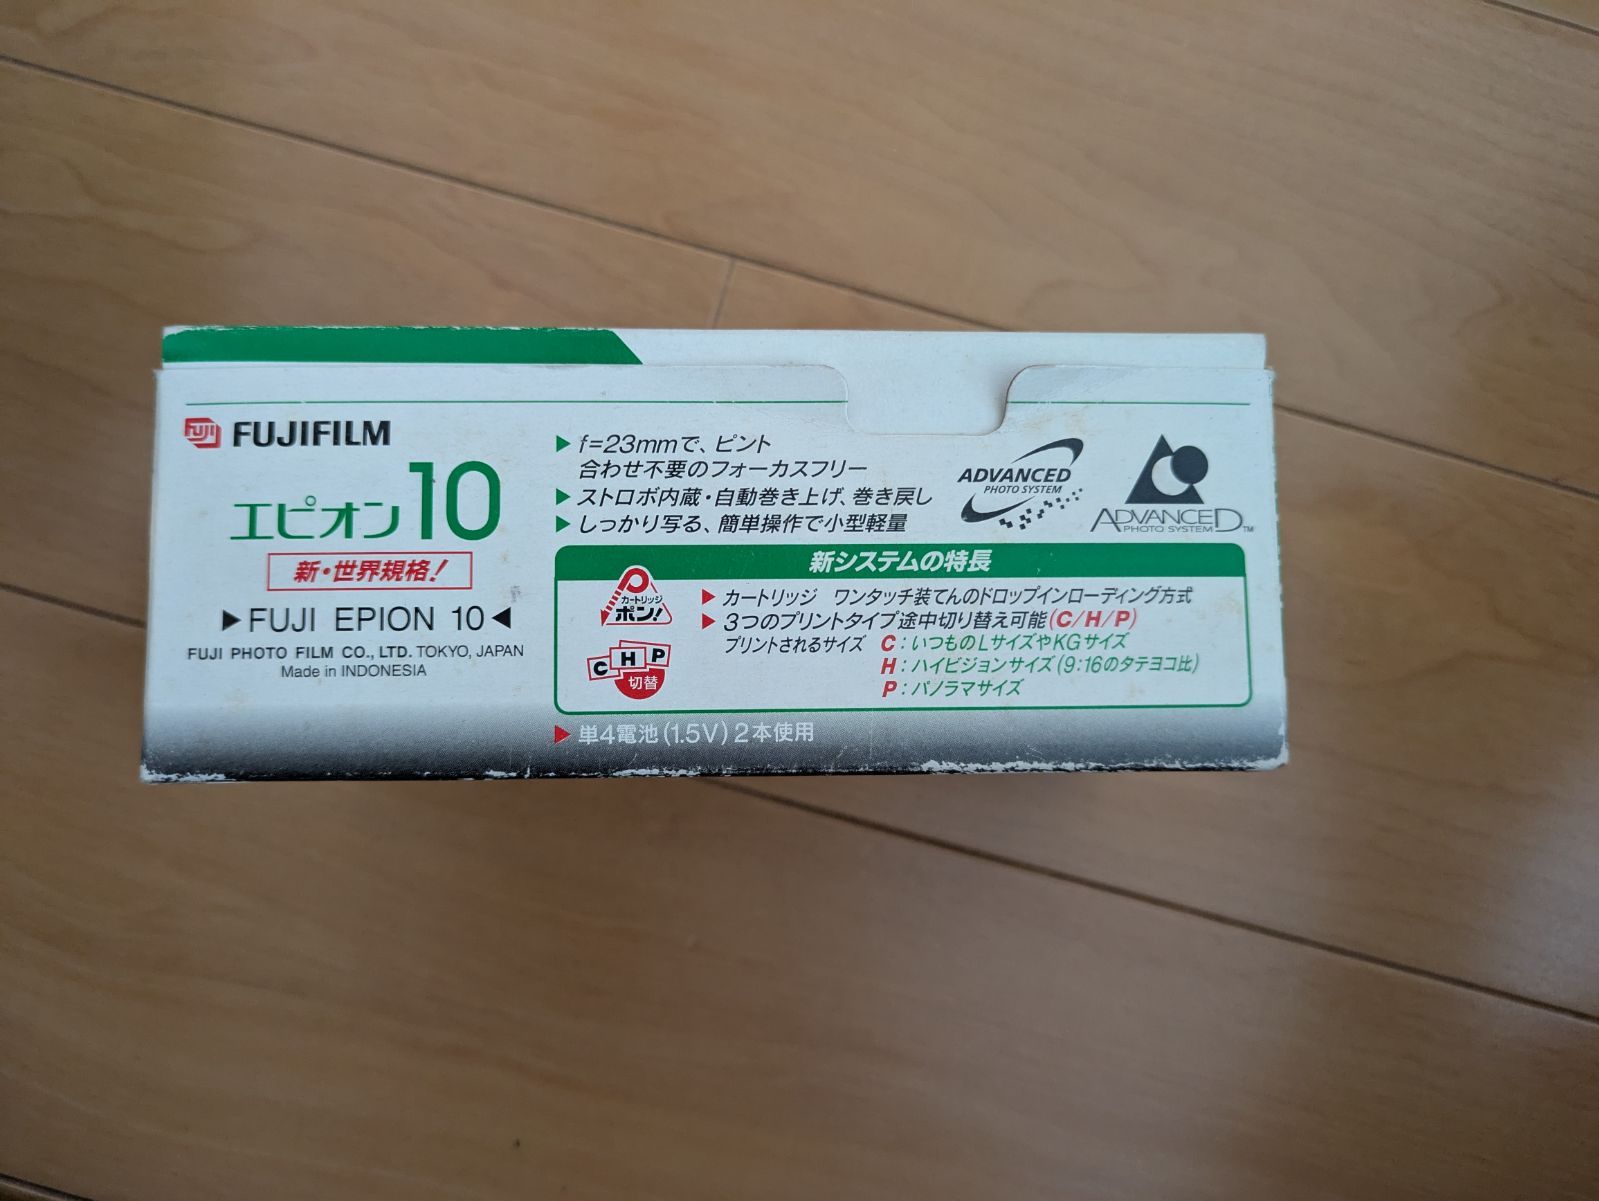 FUJI FUJIFILM
エピオン10
新・世界規格!
▶FUJI EPION 10◀
FUJI PHOTO FILM CO., LTD. TOKYO, JAPAN
Made in INDONESIA
▶f=23mmで、ピント
合わせ不要のフォーカスフリー
▶ストロボ内蔵・自動巻き上げ、巻き戻し
▶しっかり写る、簡単操作で小型軽量
ADVANCED
PHOTO SYSTEM
ADVANCED
PHOTO SYSTEM TM
新システムの特長
カートリッジ
ポン!
▶カートリッジ ワンタッチ装てんのドロップインローディング方式
▶3つのプリントタイプ途中切り替え可能(C/H/P)
プリントされるサイズ C:いつものLサイズやKGサイズ
H:ハイビジョンサイズ(9:16のタテヨコ比)
P:パノラマサイズ
C H P
切替
▶単4電池(1.5V)2本使用